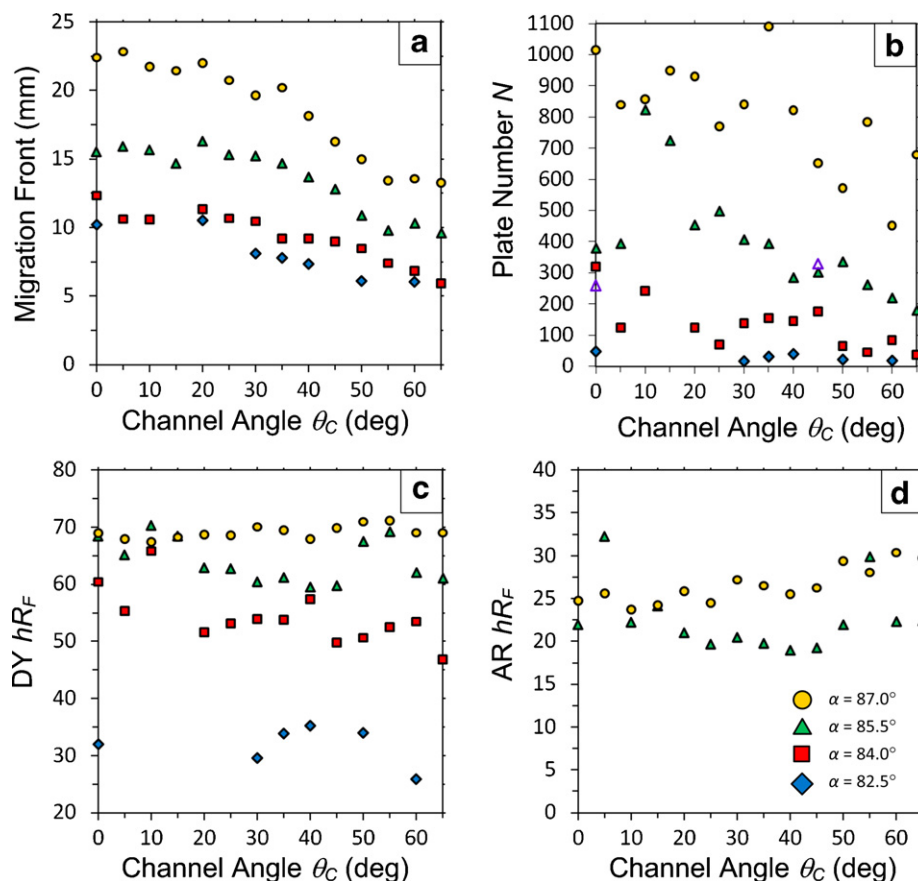 a
25
20
15
10
5
0
Migration Front (mm)
0 10 20 30 40 50 60
Channel Angle θC (deg)
b
1100
1000
900
800
700
600
500
400
300
200
100
0
Plate Number N
0 10 20 30 40 50 60
Channel Angle θC (deg)
c
80
70
60
50
40
30
20
DY hRF
0 10 20 30 40 50 60
Channel Angle θC (deg)
d
40
35
30
25
20
15
10
5
0
AR hRF
α = 87.0°
α = 85.5°
α = 84.0°
α = 82.5°
0 10 20 30 40 50 60
Channel Angle θC (deg)